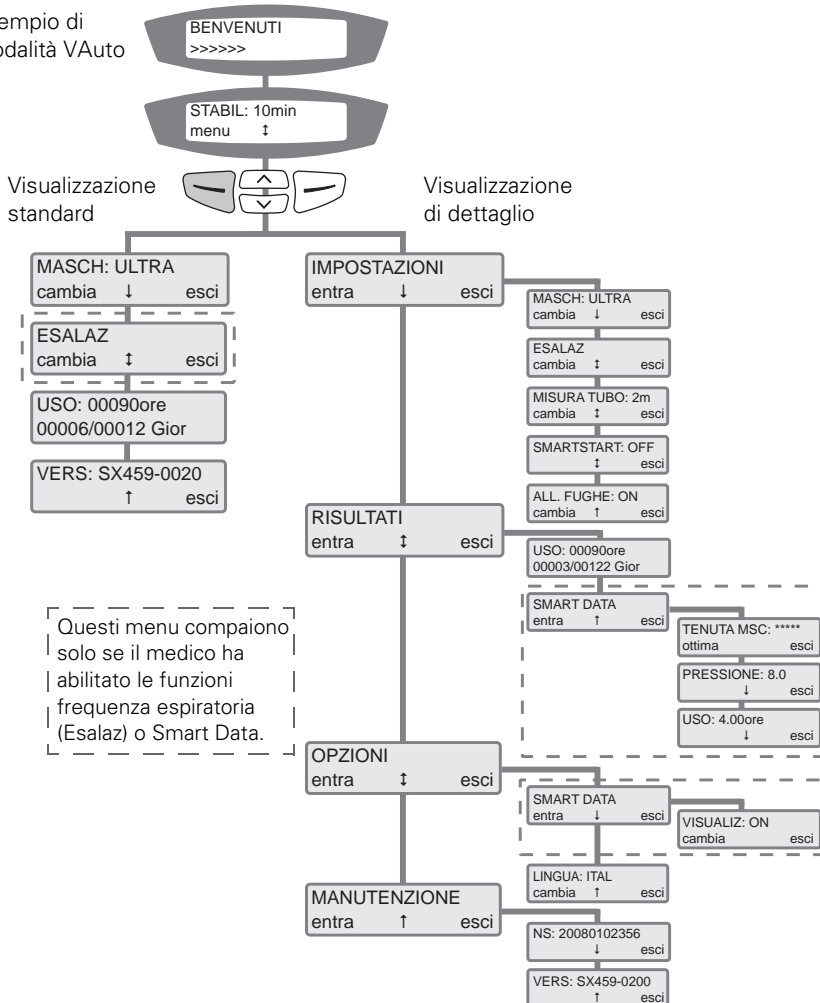 empio di
odalità VAuto
BENVENUTI
>>>>>>
STABIL: 10min
menu ↕
Visualizzazione
standard
Visualizzazione
di dettaglio
MASCH: ULTRA
cambia ↓ esci
ESALAZ
cambia ↕ esci
USO: 00090ore
00006/00012 Gior
VERS: SX459-0020
↑ esci
IMPOSTAZIONI
entra ↓ esci
MASCH: ULTRA
cambia ↓ esci
ESALAZ
cambia ↕ esci
MISURA TUBO: 2m
cambia ↕ esci
SMARTSTART: OFF
↕ esci
ALL. FUGHE: ON
cambia ↑ esci
RISULTATI
entra ↕ esci
USO: 00090ore
00003/00122 Gior
SMART DATA
entra ↑ esci
TENUTA MSC: *****
ottima esci
PRESSIONE: 8.0
↓ esci
USO: 4.00ore
↓ esci
Questi menu compaiono
solo se il medico ha
abilitato le funzioni
frequenza espiratoria
(Esalaz) o Smart Data.
OPZIONI
entra ↕ esci
SMART DATA
entra ↓ esci
VISUALIZ: ON
cambia esci
LINGUA: ITAL
cambia ↑ esci
MANUTENZIONE
entra ↑ esci
NS: 20080102356
↓ esci
VERS: SX459-0200
↑ esci